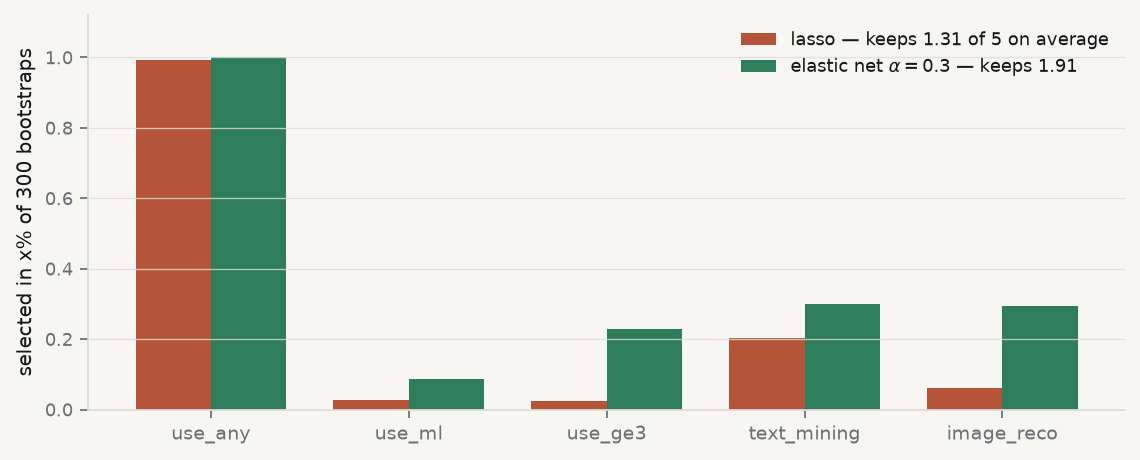 lasso — keeps 1.31 of 5 on average
elastic net α = 0.3 — keeps 1.91
selected in x% of 300 bootstraps
1.0
0.8
0.6
0.4
0.2
0.0
use_any use_ml use_ge3 text_mining image_reco